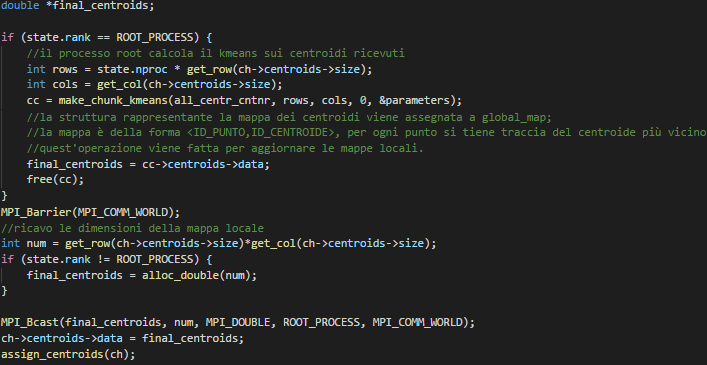 double *final_centroids;
if (state.rank == ROOT_PROCESS) {
//il processo root calcola il kmeans sui centroidi ricevuti
int rows = state.nproc * get_row(ch->centroids->size);
int cols = get_col(ch->centroids->size);
cc = make_chunk_kmeans(all_centr_cntnr, rows, cols, 0, &parameters);
//la struttura rappresentante la mappa dei centroidi viene assegnata a global_map;
//la mappa è della forma <ID_PUNTO,ID_CENTROIDE>, per ogni punto si tiene traccia del centroide più vicino
//quest'operazione viene fatta per aggiornare le mappe locali.
final_centroids = cc->centroids->data;
free(cc);
}
MPI_Barrier(MPI_COMM_WORLD);
//ricavo le dimensioni della mappa locale
int num = get_row(ch->centroids->size)*get_col(ch->centroids->size);
if (state.rank != ROOT_PROCESS) {
final_centroids = alloc_double(num);
}
MPI_Bcast(final_centroids, num, MPI_DOUBLE, ROOT_PROCESS, MPI_COMM_WORLD);
ch->centroids->data = final_centroids;
assign_centroids(ch);